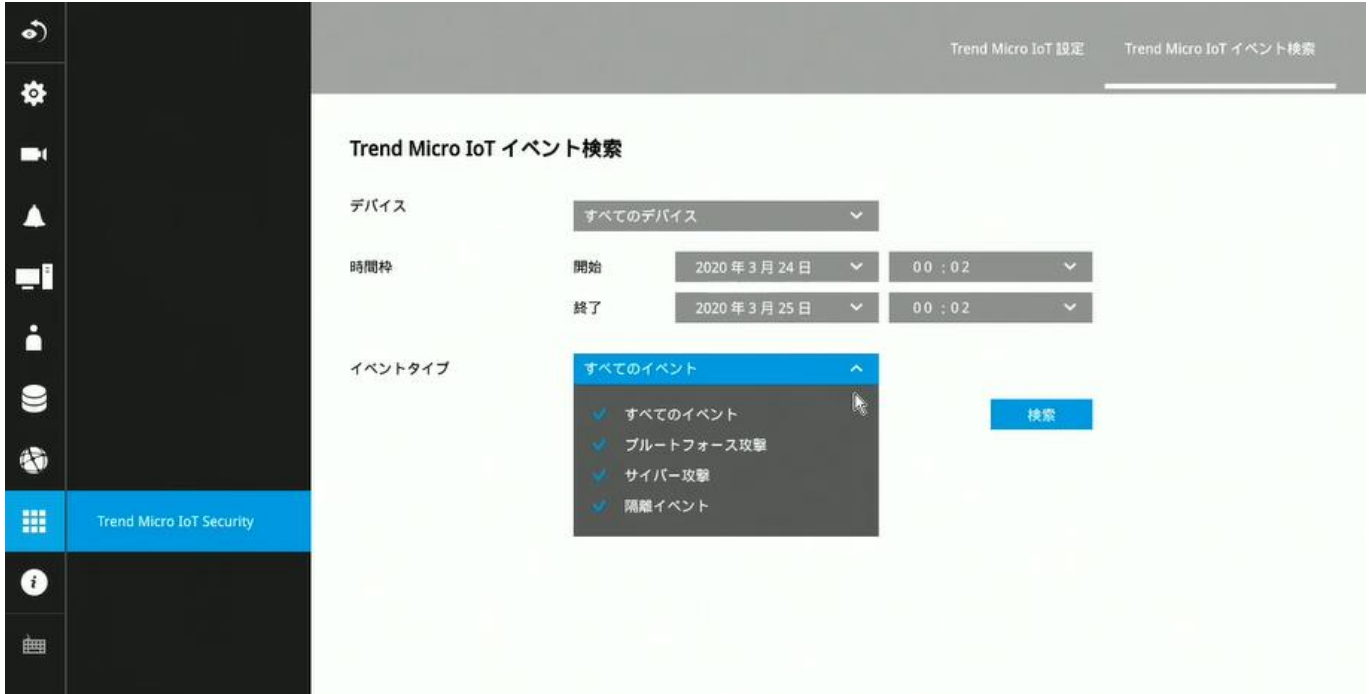 Trend Micro IoT 設定 Trend Micro IoT イベント検索
Trend Micro IoT イベント検索
デバイス すべてのデバイス
時間枠 開始 2020 年 3 月 24 日 00 : 02
終了 2020 年 3 月 25 日 00 : 02
イベントタイプ すべてのイベント
すべてのイベント
検索
ブルートフォース攻撃
サイバー攻撃
隔離イベント
Trend Micro IoT Security